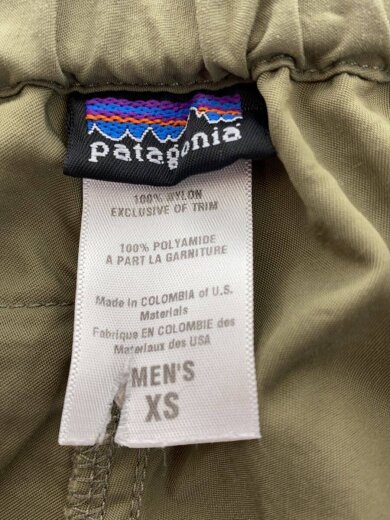 patagonia
100% NYLON
EXCLUSIVE OF TRIM
100% POLYAMIDE
A PART LA GARNITURE
Made in COLOMBIA of U.S.
Materials
Fabrique EN COLOMBIE des
Materiaux des USA
MEN'S
XS